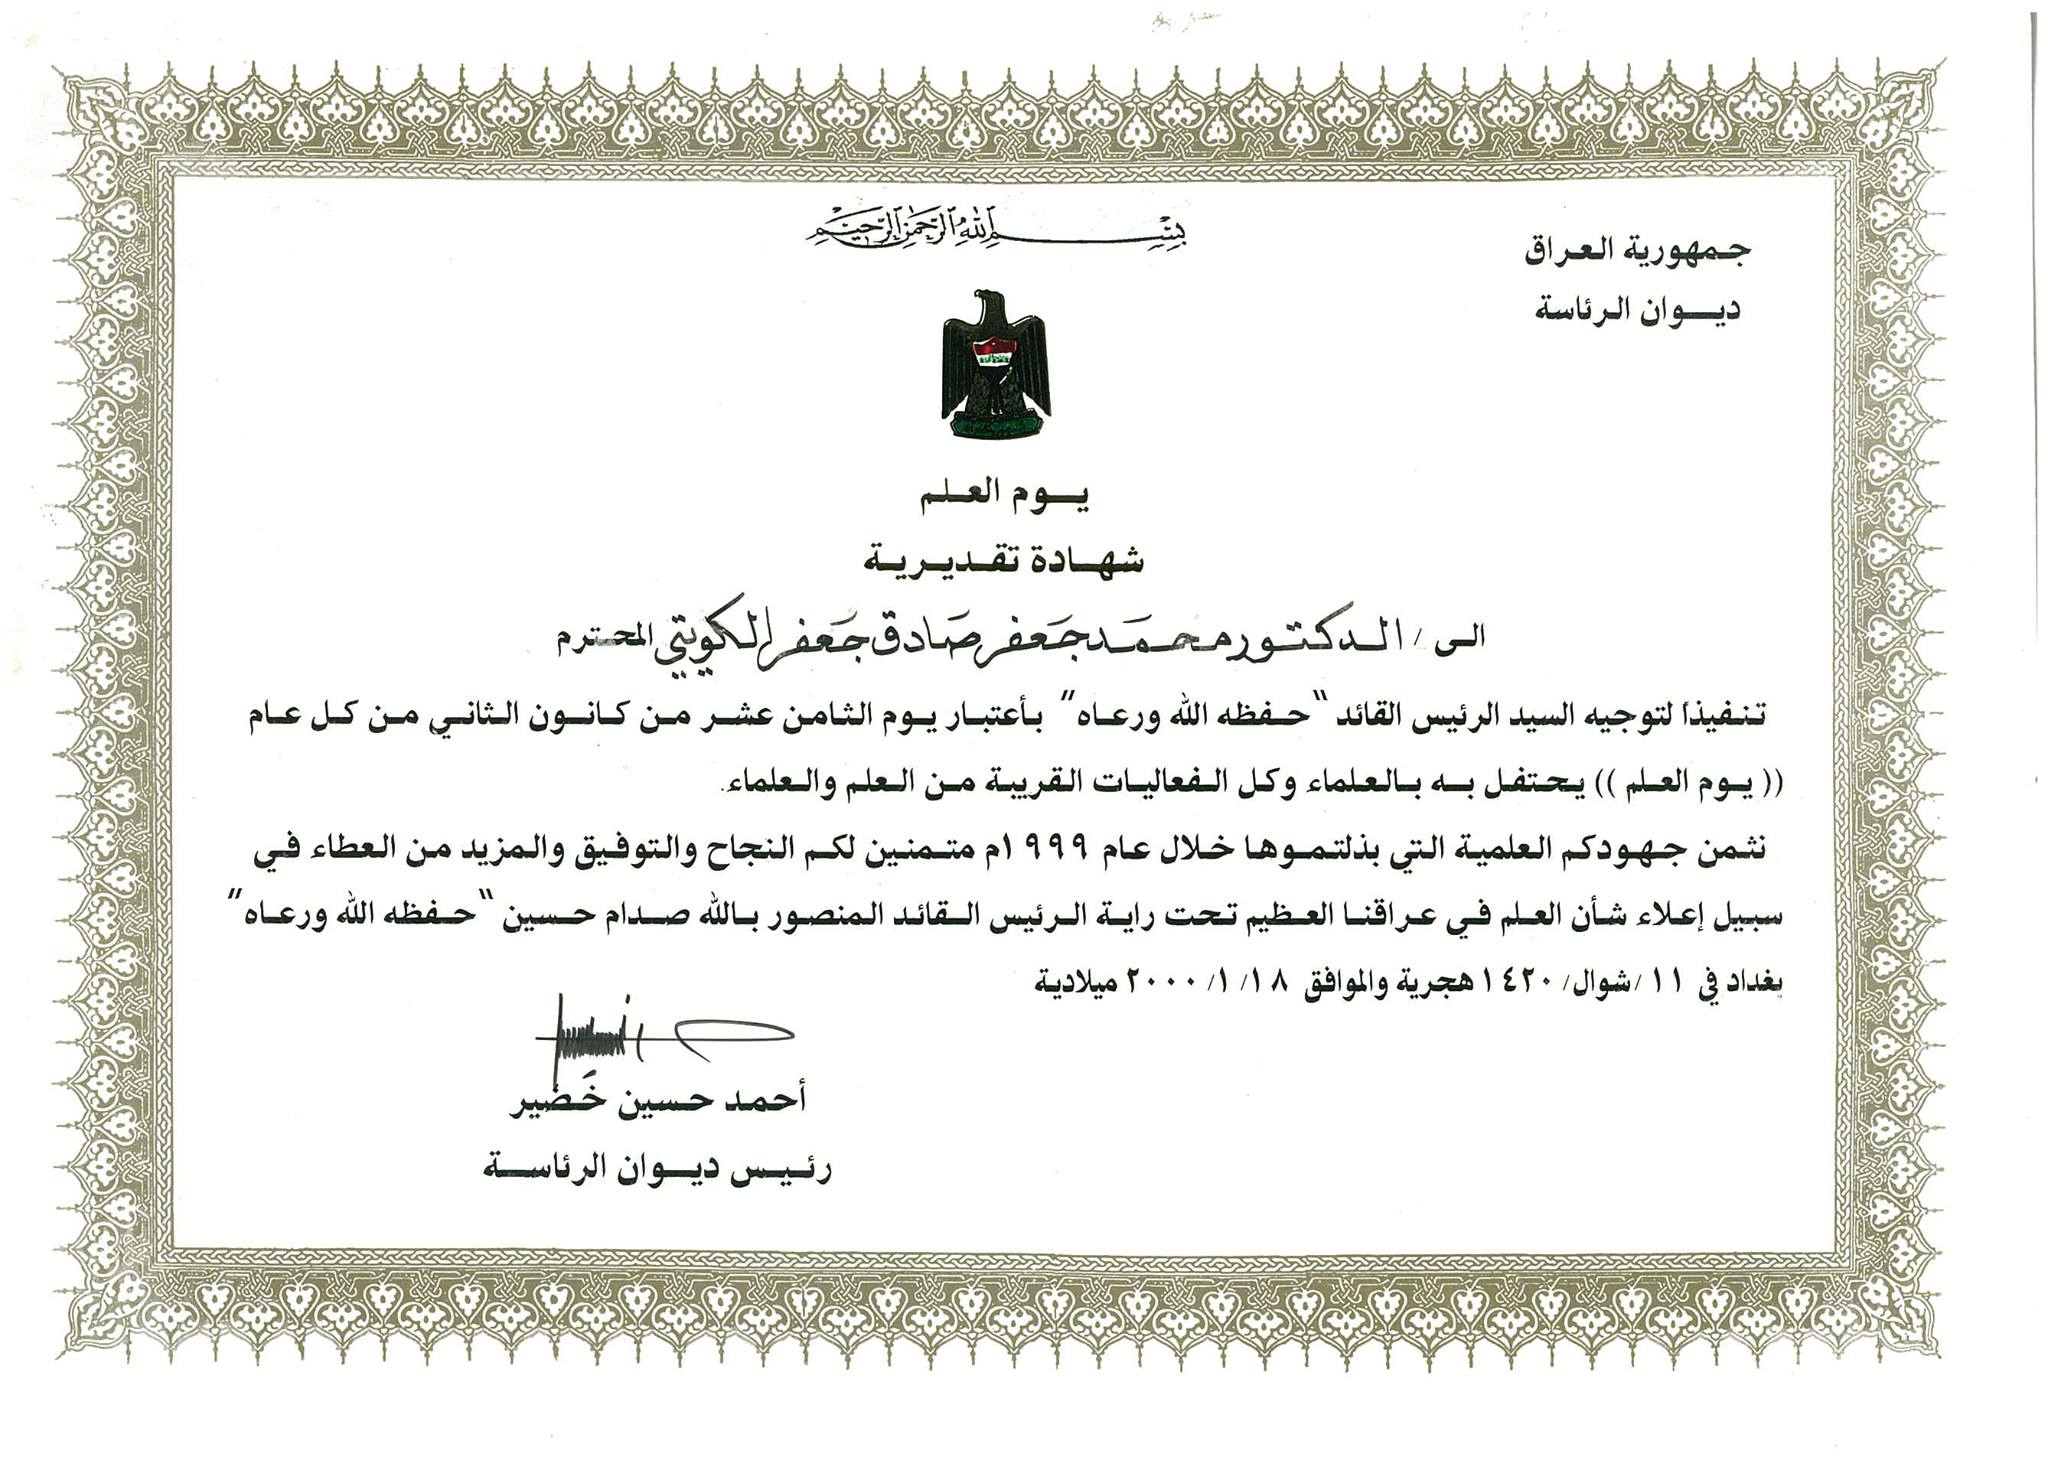 بسم الله الرحمن الرحيم
جمهورية العراق
ديوان الرئاسة
يوم العلم
شهادة تقديرية
الى / الدكتور محمد جعفر صادق جعفر الكويتي المحترم
تنفيذاً لتوجيه السيد الرئيس القائد "حفظه الله ورعاه" بأعتبار يوم الثامن عشر من كانون الثاني من كل عام
(( يوم العلم )) يحتفل به بالعلماء وكل الفعاليات القريبة من العلم والعلماء.
نثمن جهودكم العلمية التي بذلتموها خلال عام ١٩٩٩م متمنين لكم النجاح والتوفيق والمزيد من العطاء في
سبيل إعلاء شأن العلم في عراقنا العظيم تحت راية الرئيس القائد المنصور بالله صدام حسين "حفظه الله ورعاه"
بغداد في ١١/شوال/١٤٢٠ هجرية والموافق ٢٠٠٠/١/١٨ ميلادية
أحمد حسين خَضير
رئيس ديوان الرئاسة